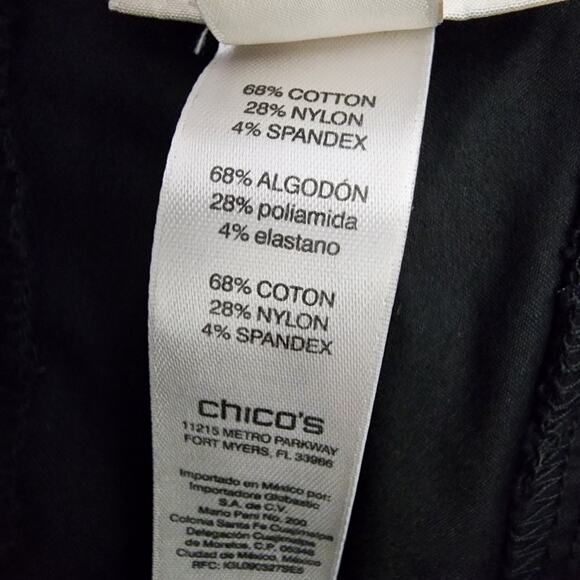 68% COTTON
28% NYLON
4% SPANDEX
68% ALGODÓN
28% poliamida
4% elastano
68% COTON
28% NYLON
4% SPANDEX
chico's
11215 METRO PARKWAY
FORT MYERS, FL 33966
Importado en México por:
Importadora Globastic
S.A. de C.V.
Mario Pani No. 200
Colonia Santa Fe Cuajimalpa
Delegación Cuajimalpa
de Morelos, C.P. 05348
Ciudad de México, México
RFC: IGL090327SE5